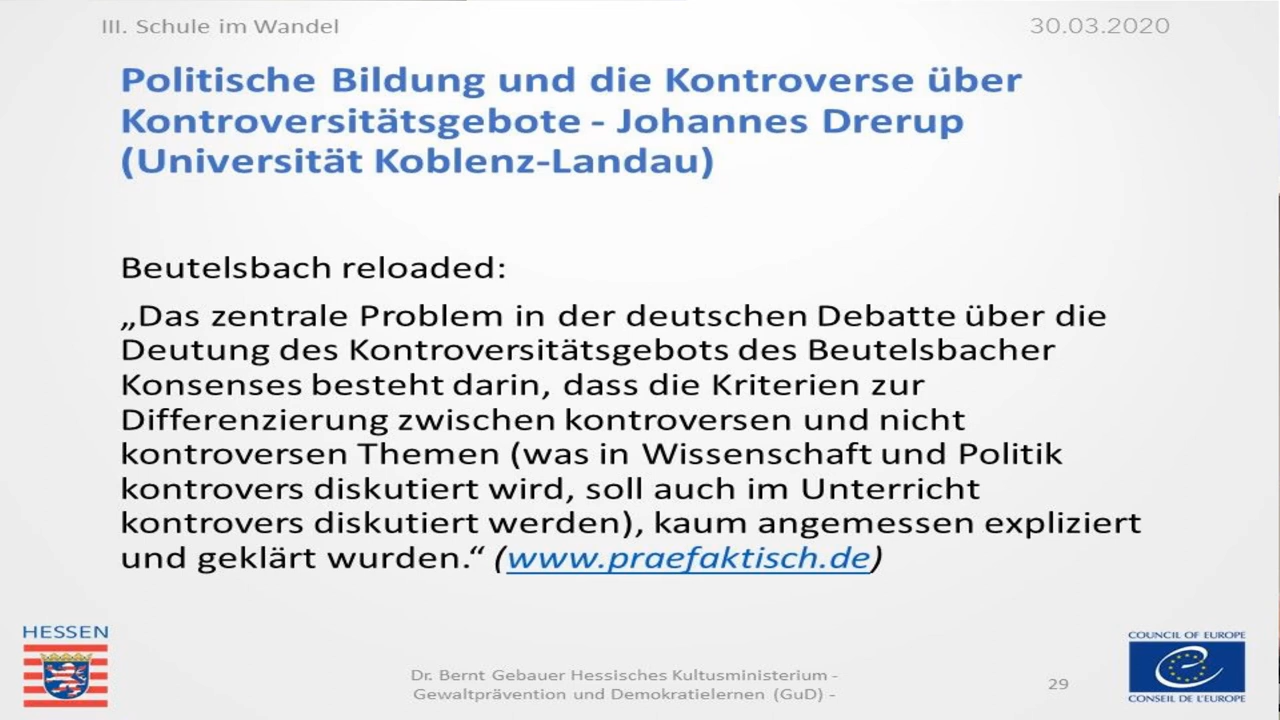 III. Schule im Wandel
30.03.2020
Politische Bildung und die Kontroverse über
Kontroversitätsgebote - Johannes Drerup
(Universität Koblenz-Landau)
Beutelsbach reloaded:
„Das zentrale Problem in der deutschen Debatte über die
Deutung des Kontroversitätsgebots des Beutelsbacher
Konsenses besteht darin, dass die Kriterien zur
Differenzierung zwischen kontroversen und nicht
kontroversen Themen (was in Wissenschaft und Politik
kontrovers diskutiert wird, soll auch im Unterricht
kontrovers diskutiert werden), kaum angemessen expliziert
und geklärt wurden.“ (www.praefaktisch.de)
HESSEN
Dr. Bernt Gebauer Hessisches Kultusministerium -
Gewaltprävention und Demokratielernen (GuD) -
29
COUNCIL OF EUROPE
CONSEIL DE L'EUROPE